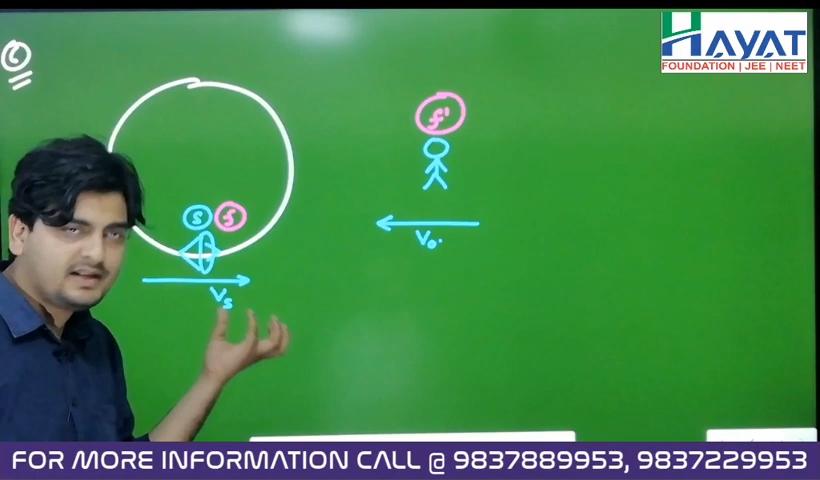 HAYAT
FOUNDATION | JEE | NEET
f'
S f
Vo.
Vs
FOR MORE INFORMATION CALL @ 9837889953, 9837229953